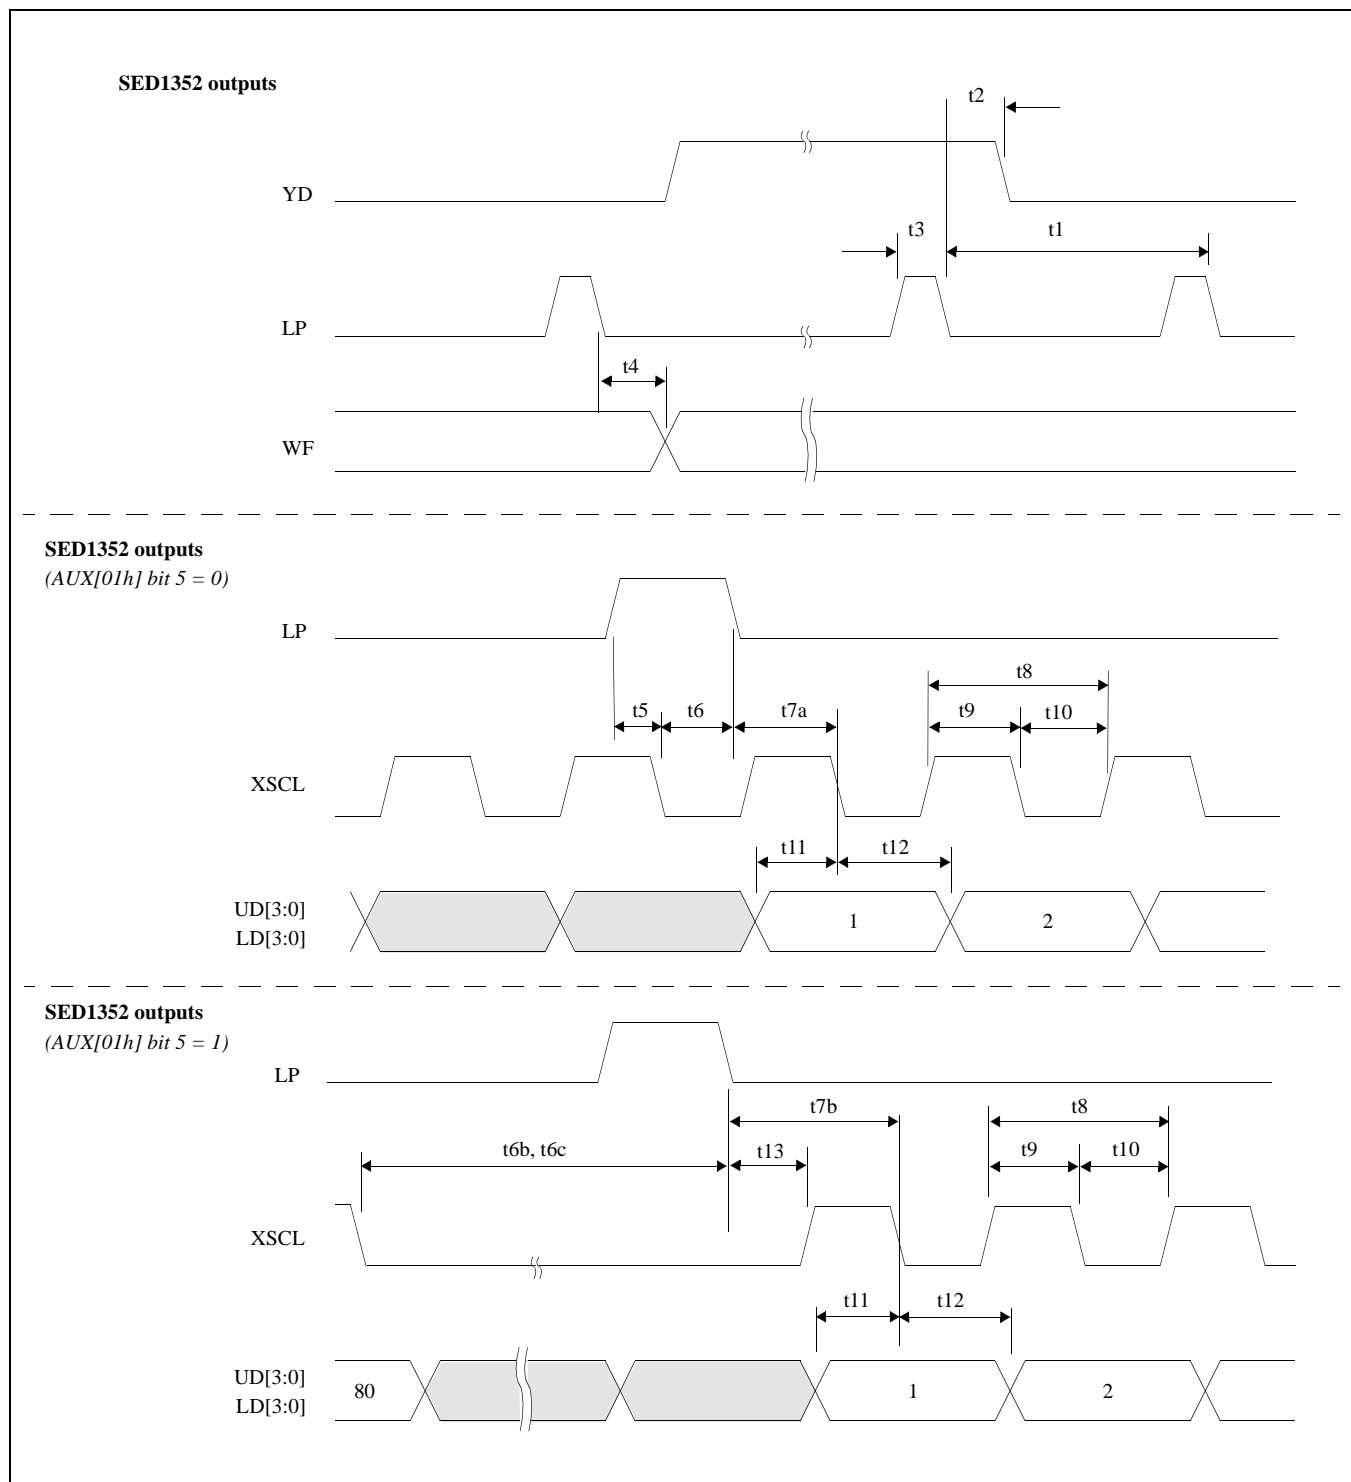 SED1352 outputs
t2
YD
t3
t1
LP
t4
WF
SED1352 outputs
(AUX[01h] bit 5 = 0)
LP
t8
t5
t6
t7a
t9
t10
XSCL
t11
t12
UD[3:0]
LD[3:0]
1
2
SED1352 outputs
(AUX[01h] bit 5 = 1)
LP
t7b
t8
t6b, t6c
t13
t9
t10
XSCL
t11
t12
UD[3:0]
LD[3:0]
80
1
2